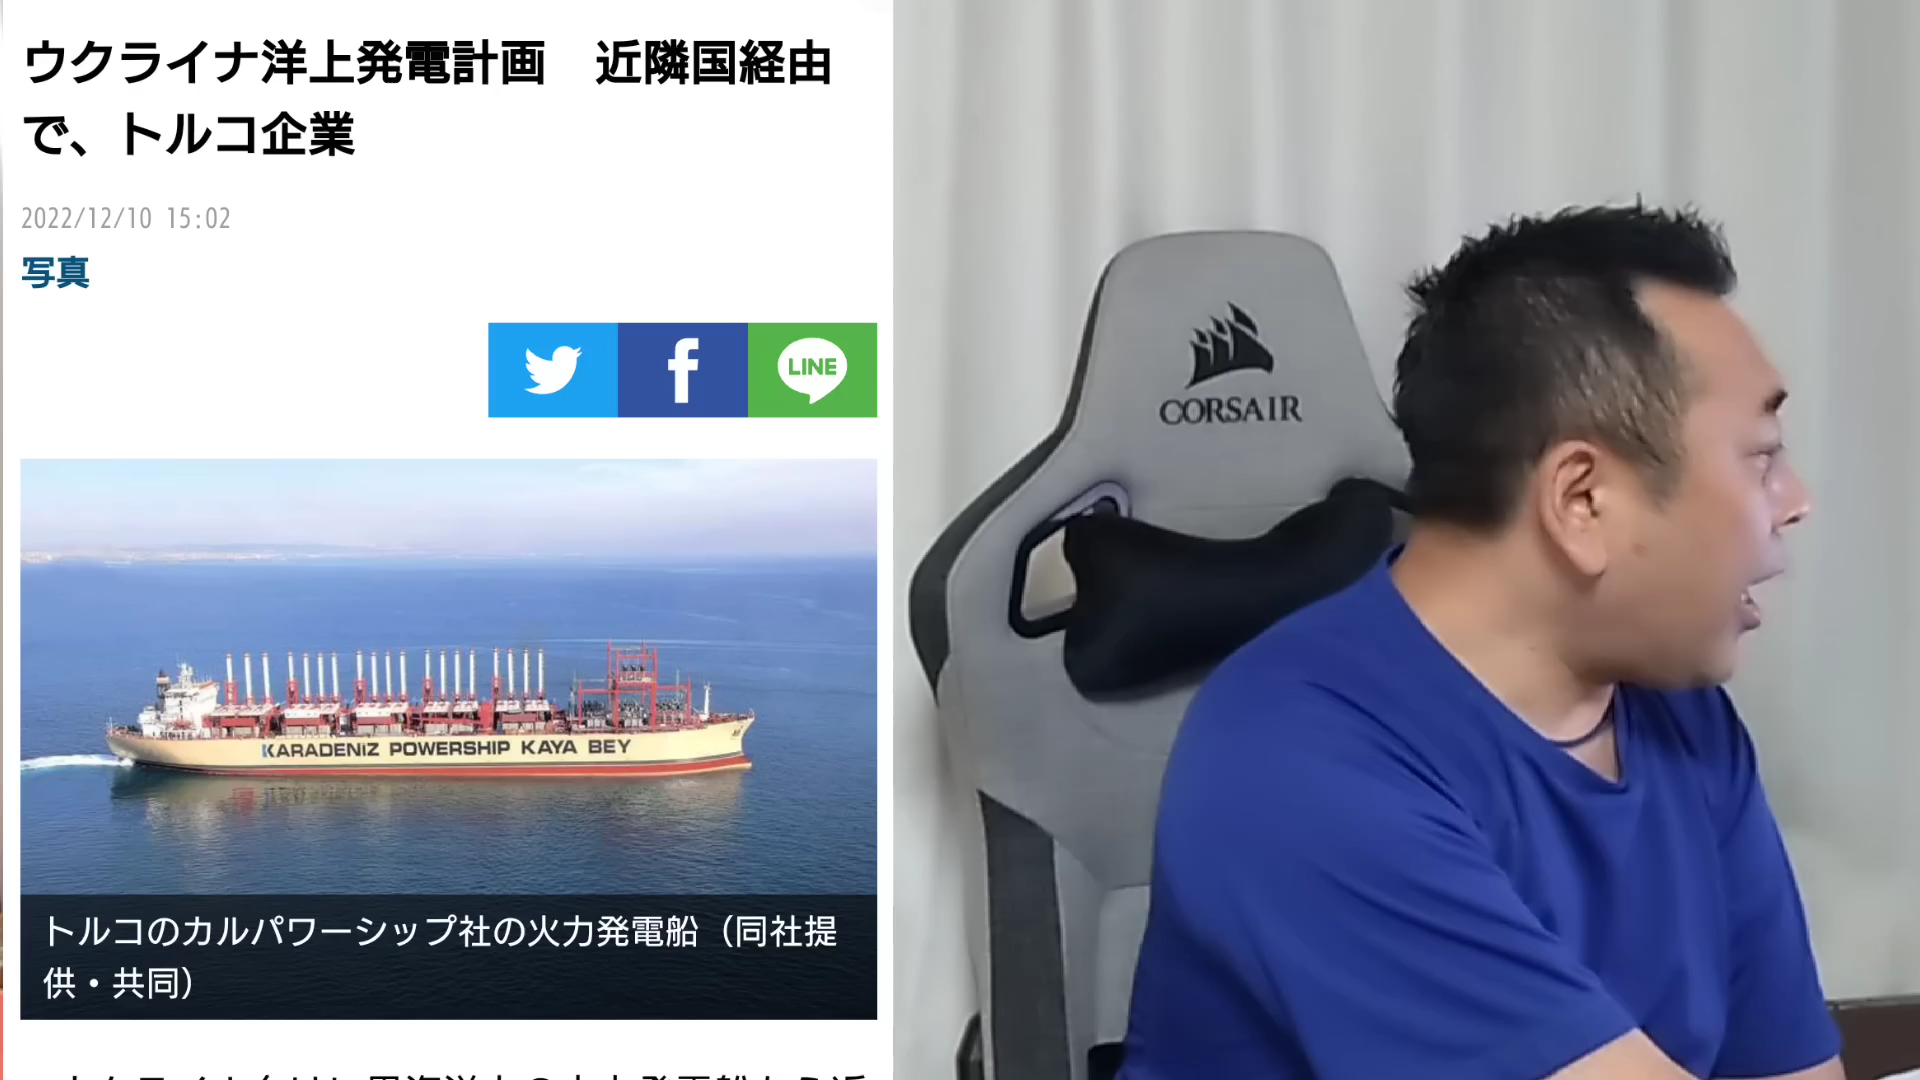 ウクライナ洋上発電計画　近隣国経由
で、トルコ企業
2022/12/10 15:02
写真
LINE
KARADENIZ POWERSHIP KAYA BEY
トルコのカルパワーシップ社の火力発電船（同社提
供・共同）
CORSAIR